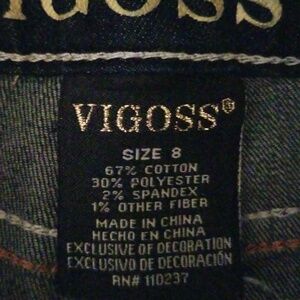 VIGOSS
VIGOSS®
SIZE 8
67% COTTON
30% POLYESTER
2% SPANDEX
1% OTHER FIBER
MADE IN CHINA
HECHO EN CHINA
EXCLUSIVE OF DECORATION
EXCLUSIVO DE DECORACIÓN
RN# 110237